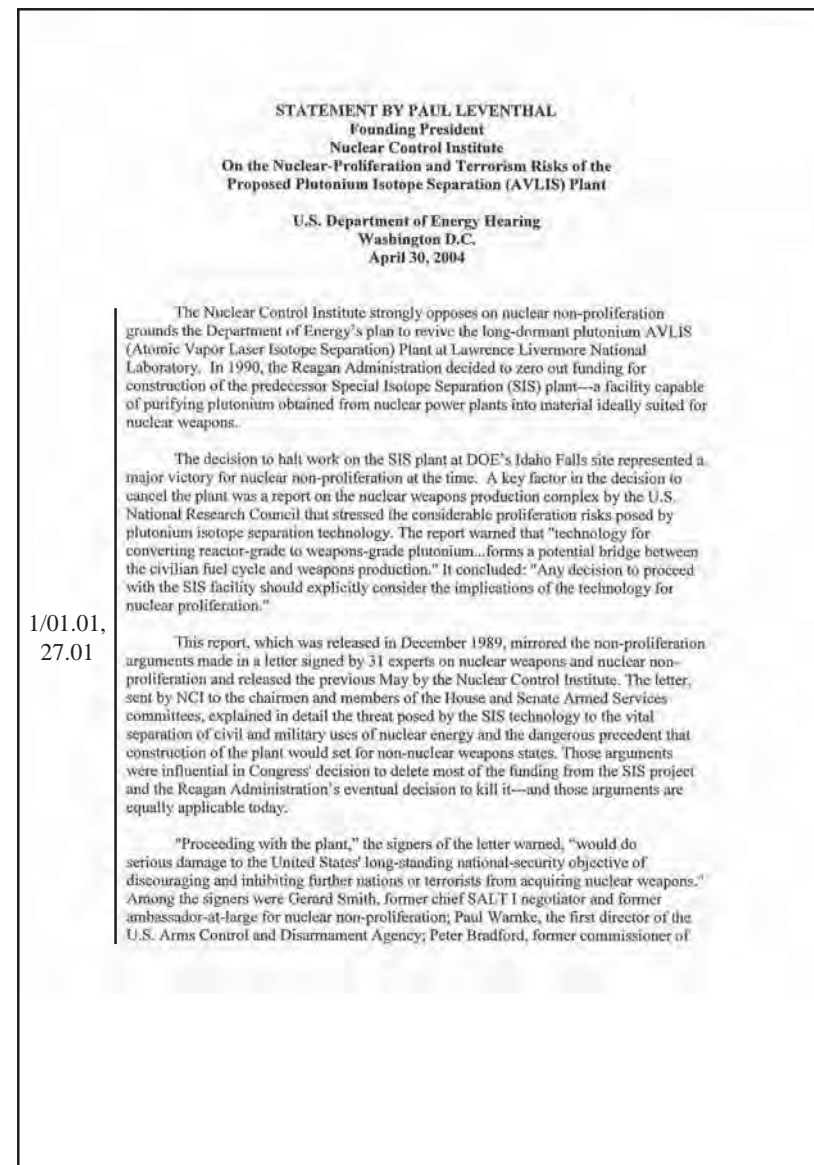 STATEMENT BY PAUL LEVENTHAL
Founding President
Nuclear Control Institute
On the Nuclear-Proliferation and Terrorism Risks of the
Proposed Plutonium Isotope Separation (AVLIS) Plant
U.S. Department of Energy Hearing
Washington D.C.
April 30, 2004
The Nuclear Control Institute strongly opposes on nuclear non-proliferation
grounds the Department of Energy's plan to revive the long-dormant plutonium AVLIS
(Atomic Vapor Laser Isotope Separation) Plant at Lawrence Livermore National
Laboratory. In 1990, the Reagan Administration decided to zero out funding for
construction of the predecessor Special Isotope Separation (SIS) plant---a facility capable
of purifying plutonium obtained from nuclear power plants into material ideally suited for
nuclear weapons.
The decision to halt work on the SIS plant at DOE's Idaho Falls site represented a
major victory for nuclear non-proliferation at the time. A key factor in the decision to
cancel the plant was a report on the nuclear weapons production complex by the U.S.
National Research Council that stressed the considerable proliferation risks posed by
plutonium isotope separation technology. The report warned that "technology for
converting reactor-grade to weapons-grade plutonium...forms a potential bridge between
the civilian fuel cycle and weapons production." It concluded: "Any decision to proceed
with the SIS facility should explicitly consider the implications of the technology for
nuclear proliferation."
1/01.01,
27.01
This report, which was released in December 1989, mirrored the non-proliferation
arguments made in a letter signed by 31 experts on nuclear weapons and nuclear non-
proliferation and released the previous May by the Nuclear Control Institute. The letter,
sent by NCI to the chairmen and members of the House and Senate Armed Services
committees, explained in detail the threat posed by the SIS technology to the vital
separation of civil and military uses of nuclear energy and the dangerous precedent that
construction of the plant would set for non-nuclear weapons states. Those arguments
were influential in Congress' decision to delete most of the funding from the SIS project
and the Reagan Administration's eventual decision to kill it---and those arguments are
equally applicable today.
"Proceeding with the plant," the signers of the letter warned, "would do
serious damage to the United States' long-standing national-security objective of
discouraging and inhibiting further nations or terrorists from acquiring nuclear weapons."
Among the signers were Gerard Smith, former chief SALT I negotiator and former
ambassador-at-large for nuclear non-proliferation; Paul Warnke, the first director of the
U.S. Arms Control and Disarmament Agency; Peter Bradford, former commissioner of